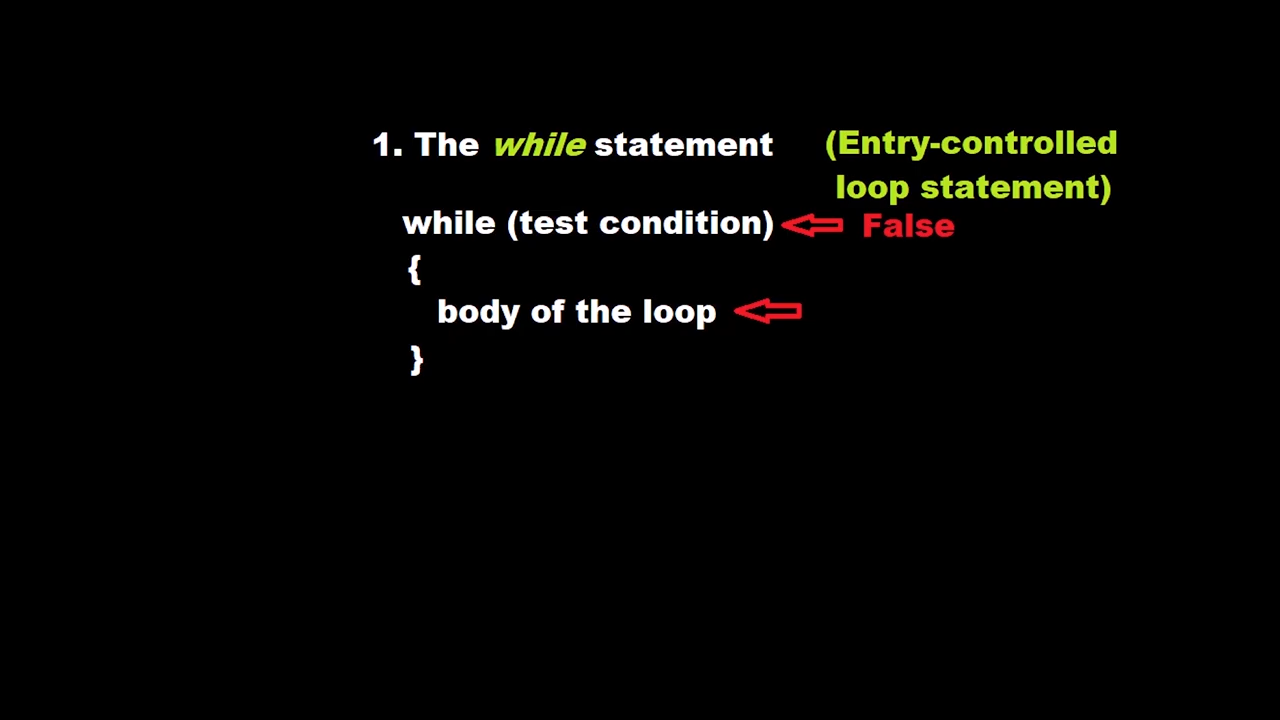 1. The while statement (Entry-controlled
loop statement)
while (test condition) False
{
body of the loop
}